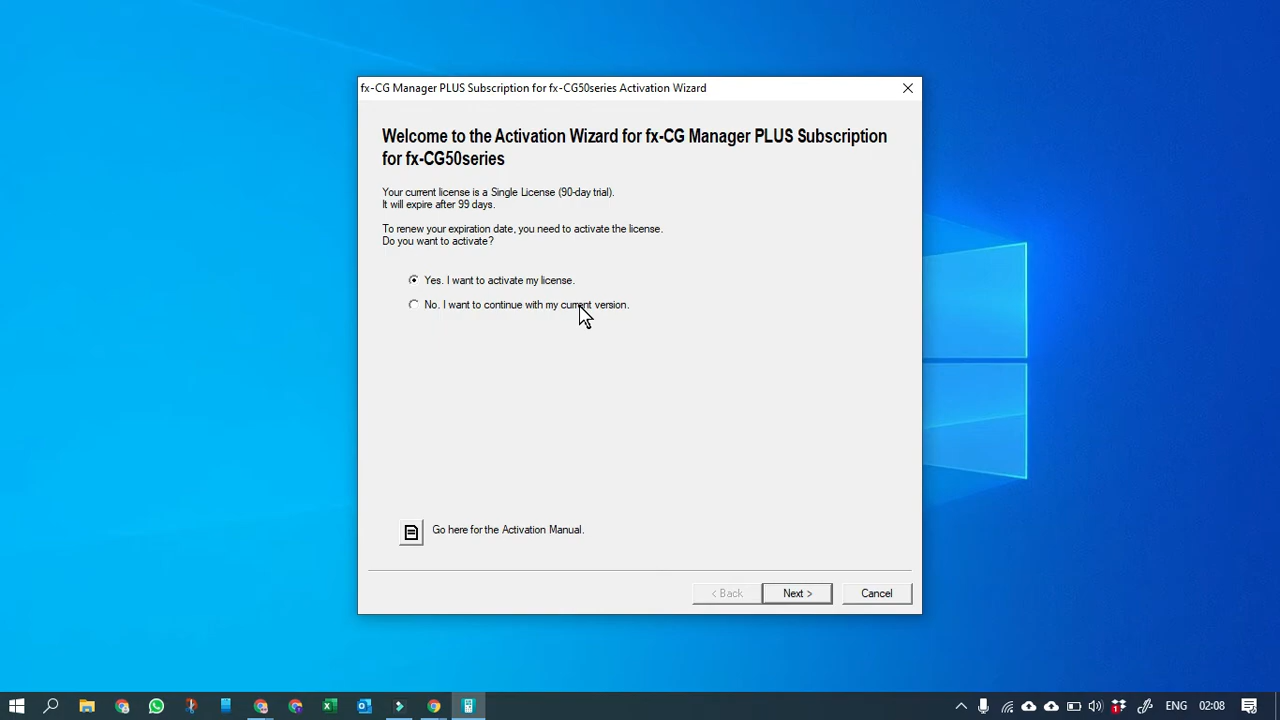 fx-CG Manager PLUS Subscription for fx-CG50series Activation Wizard
Welcome to the Activation Wizard for fx-CG Manager PLUS Subscription
for fx-CG50series
Your current license is a Single License (90-day trial).
It will expire after 99 days.
To renew your expiration date, you need to activate the license.
Do you want to activate?
Yes. I want to activate my license.
No. I want to continue with my current version.
Go here for the Activation Manual.
< Back
Next >
Cancel
ENG
02:08